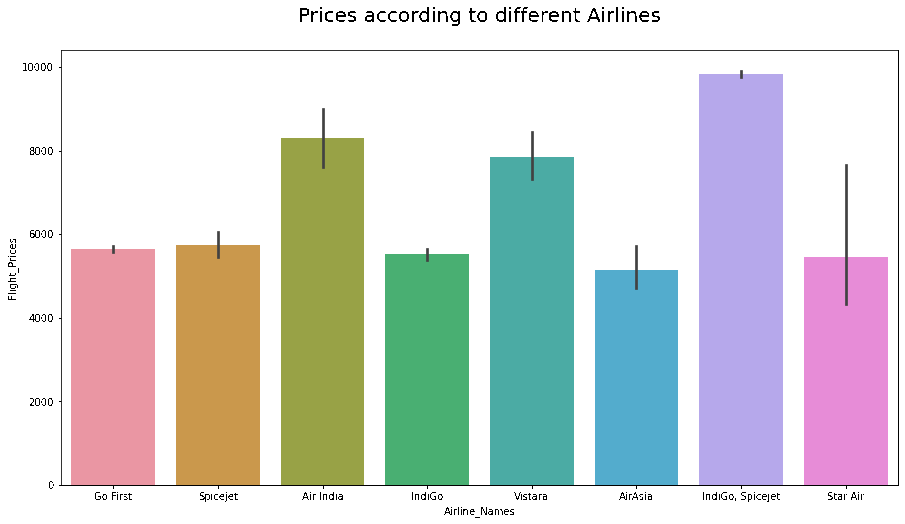 Prices according to different Airlines
10000
8000
6000
4000
2000
0
Flight_Prices
Go First Spicejet Air India IndiGo Vistara AirAsia IndiGo, Spicejet Star Air
Airline_Names